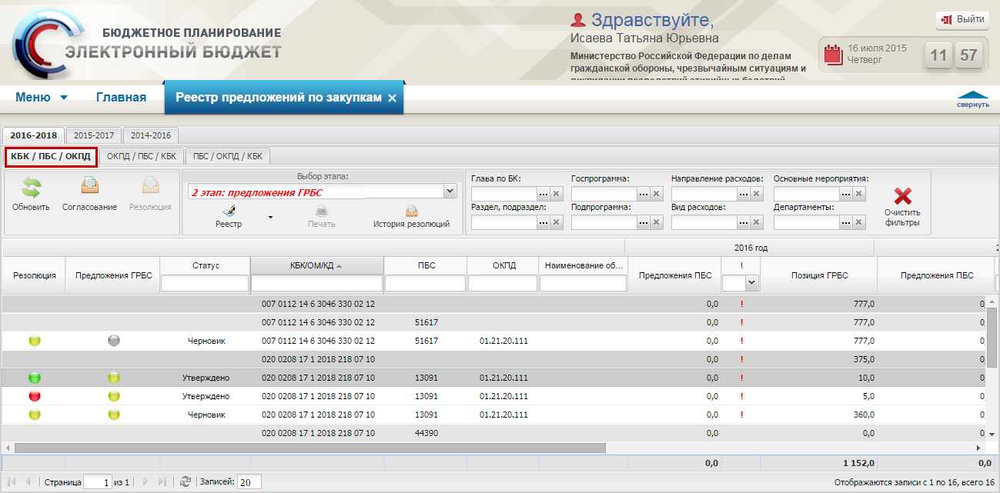 БЮДЖЕТНОЕ ПЛАНИРОВАНИЕ
ЭЛЕКТРОННЫЙ БЮДЖЕТ
Здравствуйте,
Исаева Татьяна Юрьевна
Министерство Российской Федерации по делам
гражданской обороны, чрезвычайным ситуациям и
ликвидации последствий стихийных бедствий
Выйти
16 июля 2015
Четверг
11 57
Меню Главная Реестр предложений по закупкам
свернуть
2016-2018 2015-2017 2014-2016
КБК / ПБС / ОКПД ОКПД / ПБС / КБК ПБС / ОКПД / КБК
Обновить Согласование Резолюция
Выбор этапа:
2 этап: предложения ГРБС
Реестр Печать История резолюций
Глава по БК: Госпрограмма: Направление расходов: Основные мероприятия:
Раздел, подраздел: Подпрограмма: Вид расходов: Департаменты:
Очистить
фильтры
2016 год 2
Резолюция Предложения ГРБС Статус КБК/ОМ/КД ПБС ОКПД Наименование об... Предложения ПБС ! Позиция ГРБС Предложения ПБС
007 0112 14 6 3046 330 02 12 0,0 ! 777,0 0,
007 0112 14 6 3046 330 02 12 51617 0,0 ! 777,0 0,
Черновик 007 0112 14 6 3046 330 02 12 51617 01.21.20.111 0,0 ! 777,0 0,
020 0208 17 1 2018 218 07 10 0,0 ! 375,0 0,
Утверждено 020 0208 17 1 2018 218 07 10 13091 01.21.20.111 0,0 ! 10,0 0,
Утверждено 020 0208 17 1 2018 218 07 10 13091 01.21.20.111 0,0 ! 5,0 0,
Черновик 020 0208 17 1 2018 218 07 10 13091 01.21.20.111 0,0 ! 360,0 0,
020 0208 17 1 2018 218 07 10 44390 0,0 0,0 0,
0,0 1 152,0 0,0
Страница 1 из 1 Записей: 20 Отображаются записи с 1 по 16, всего 16